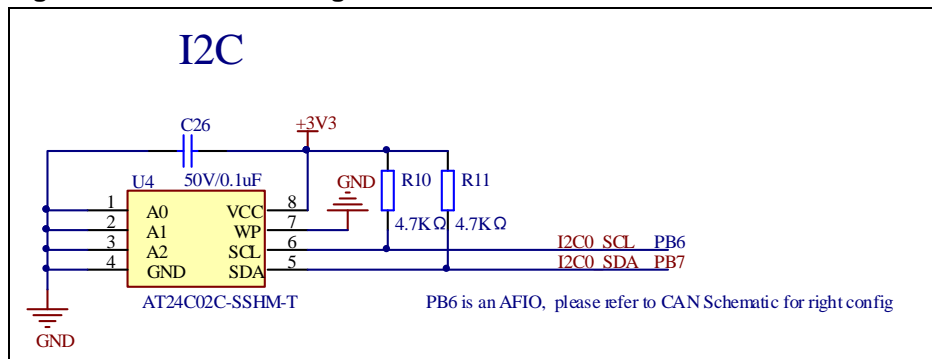 I2C
C26
+3V3
U4
50V/0.1uF
GND
R10
R11
1
A0
VCC
8
2
A1
WP
7
4.7KΩ
4.7KΩ
3
A2
SCL
6
I2C0_SCL PB6
4
GND
SDA
5
I2C0_SDA PB7
AT24C02C-SSHM-T
PB6 is an AFIO, please refer to CAN Schematic for right config
GND